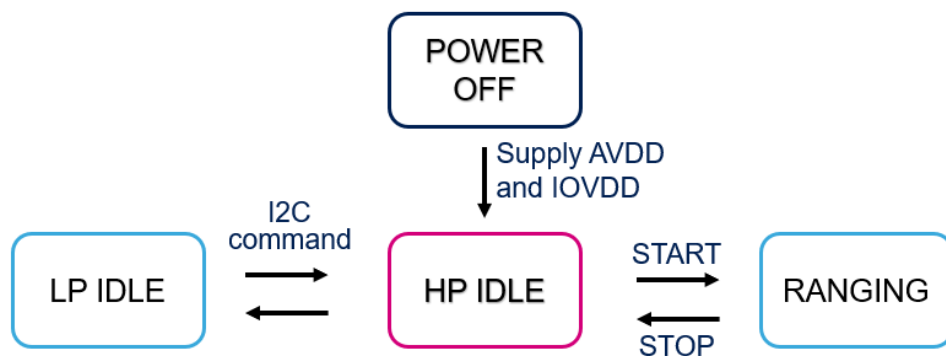 POWER
OFF
Supply AVDD
and IOVDD
I2C
command
LP IDLE
HP IDLE
START
STOP
RANGING